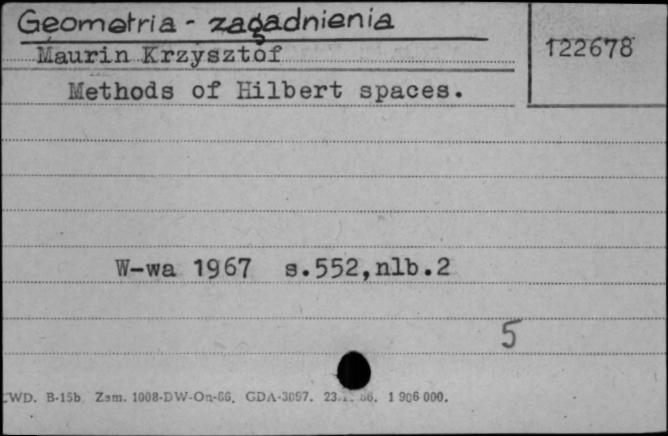 Geometria - zagadnienia
122678
Maurin Krzysztof
Methods of Hilbert spaces.
W-wa 1967 s.552,nlb.2
5
CWD. B-15b Zam. 1008-DW-On-66. GDA-3097. 1 906 000.